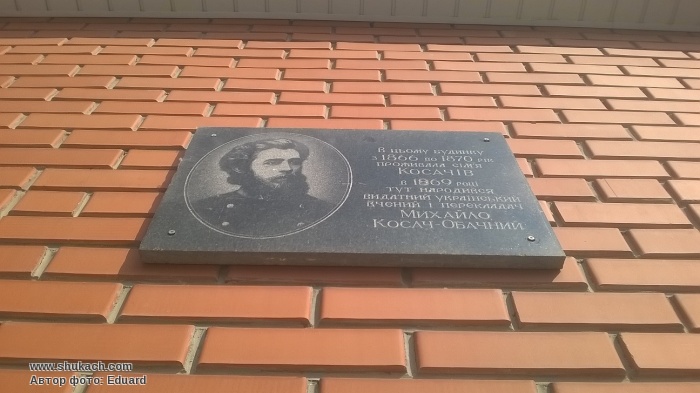 В цьому будинку
з 1866 по 1870 рік
проживала сім'я
Косачів
в 1869 році
тут народився
видатний український
вчений і перекладач
Михайло
Косач-Обачний
www.shukach.com
Автор фото: Eduard